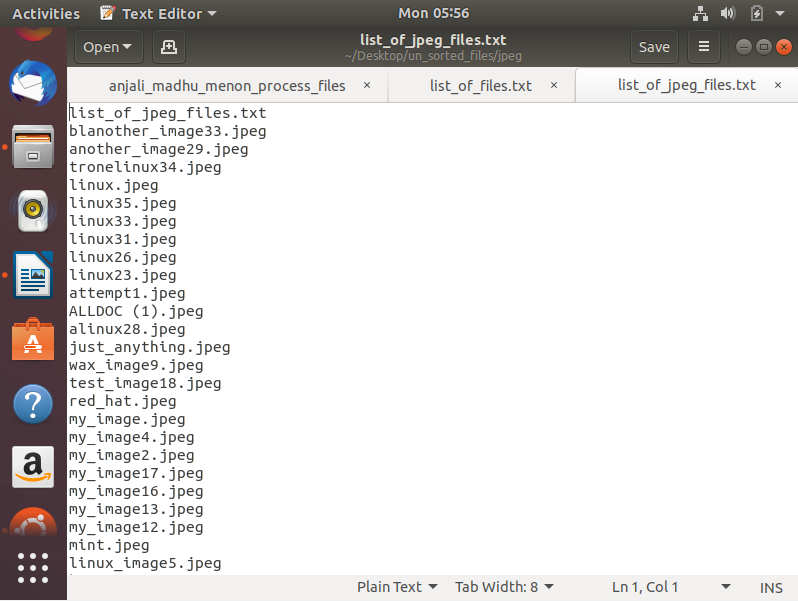 Activities Text Editor Mon 05:56
Open list_of_jpeg_files.txt Save
~/Desktop/un_sorted_files/jpeg
anjali_madhu_menon_process_files × list_of_files.txt × list_of_jpeg_files.txt ×
list_of_jpeg_files.txt
blanother_image33.jpeg
another_image29.jpeg
tronelinux34.jpeg
linux.jpeg
linux35.jpeg
linux33.jpeg
linux31.jpeg
linux26.jpeg
linux23.jpeg
attempt1.jpeg
ALLDOC (1).jpeg
alinux28.jpeg
just_anything.jpeg
wax_image9.jpeg
test_image18.jpeg
red_hat.jpeg
my_image.jpeg
my_image4.jpeg
my_image2.jpeg
my_image17.jpeg
my_image16.jpeg
my_image13.jpeg
my_image12.jpeg
mint.jpeg
linux_image5.jpeg
Plain Text Tab Width: 8 Ln 1, Col 1 INS